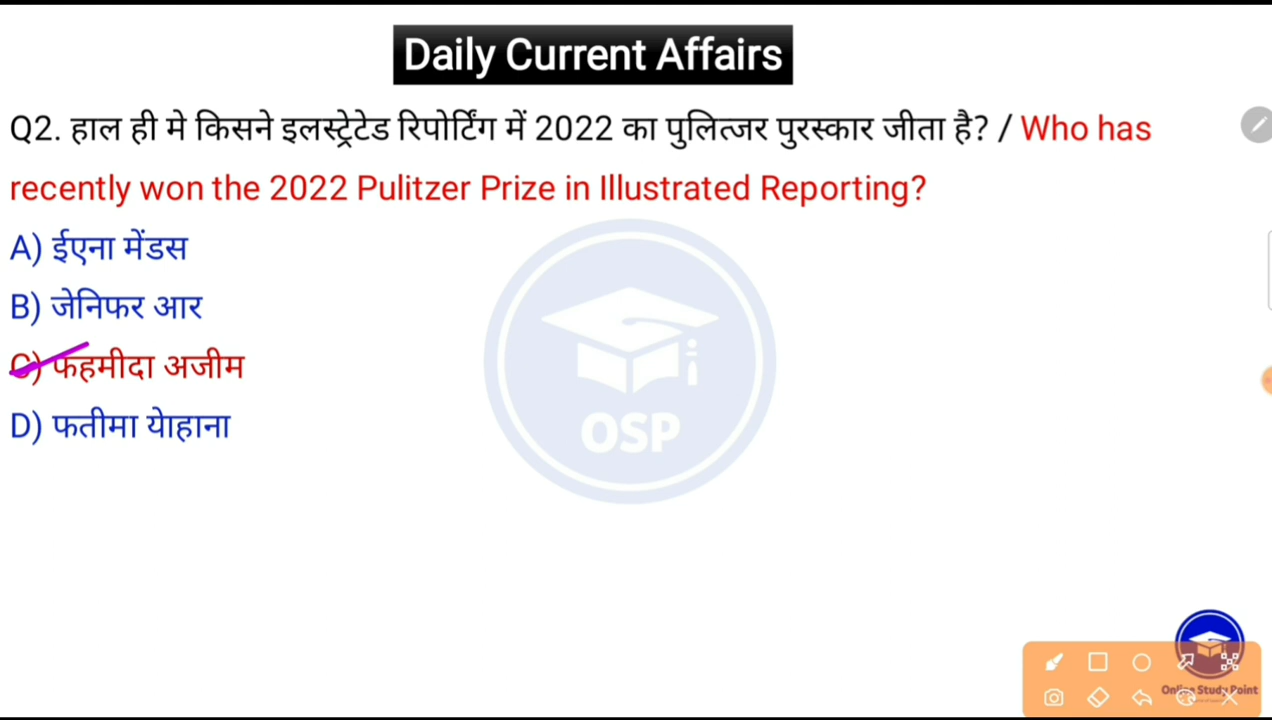 Daily Current Affairs
Q2. हाल ही मे किसने इलस्ट्रेटेड रिपोर्टिंग में 2022 का पुलित्जर पुरस्कार जीता है? / Who has
recently won the 2022 Pulitzer Prize in Illustrated Reporting?
A) ईएना मेंडस
B) जेनिफर आर
C) फहमीदा अजीम
D) फतीमा येाहाना
OSP
Online Study Point